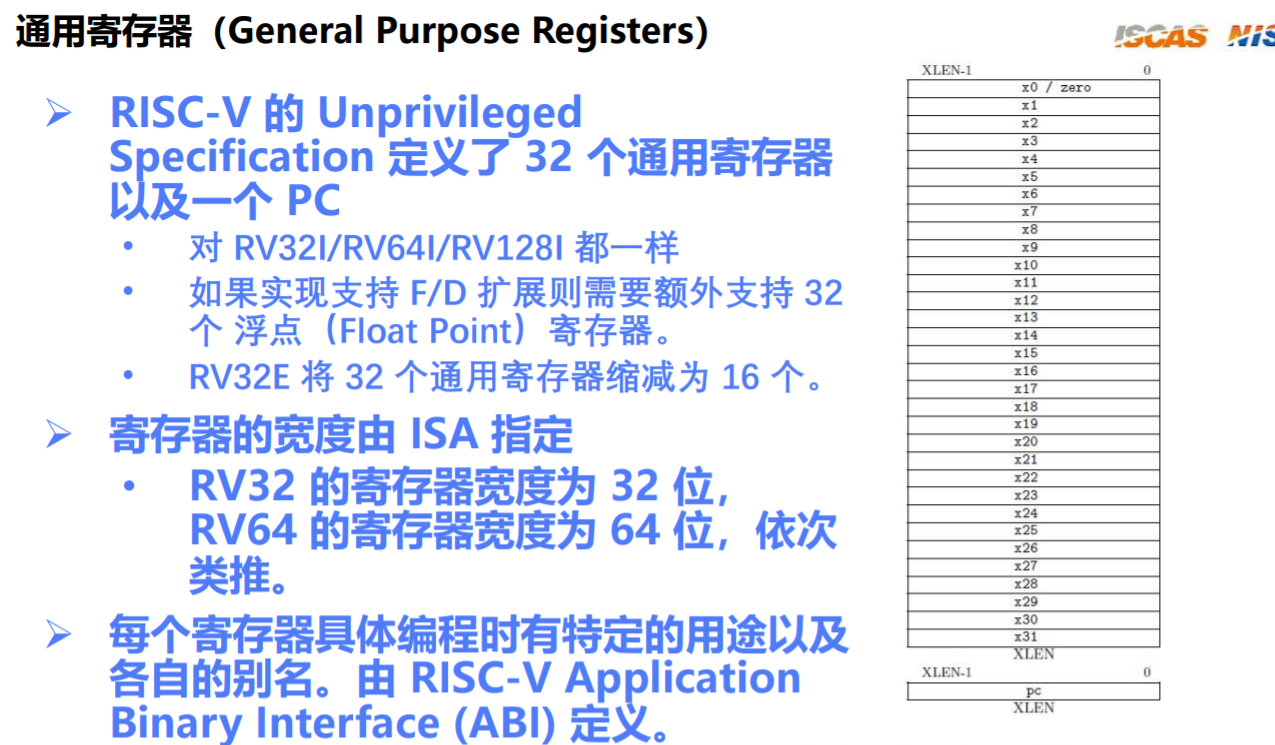 通用寄存器（General Purpose Registers）
ISCAS
➢ RISC-V 的 Unprivileged
Specification 定义了 32 个通用寄存器
以及一个 PC
• 对 RV32I/RV64I/RV128I 都一样
• 如果实现支持 F/D 扩展则需要额外支持 32
个 浮点（Float Point）寄存器。
• RV32E 将 32 个通用寄存器缩减为 16 个。
➢ 寄存器的宽度由 ISA 指定
• RV32 的寄存器宽度为 32 位，
RV64 的寄存器宽度为 64 位，依次
类推。
➢ 每个寄存器具体编程时有特定的用途以及
各自的别名。由 RISC-V Application
Binary Interface (ABI) 定义。
XLEN-1 0
x0 / zero
x1
x2
x3
x4
x5
x6
x7
x8
x9
x10
x11
x12
x13
x14
x15
x16
x17
x18
x19
x20
x21
x22
x23
x24
x25
x26
x27
x28
x29
x30
x31
XLEN
XLEN-1 0
pc
XLEN